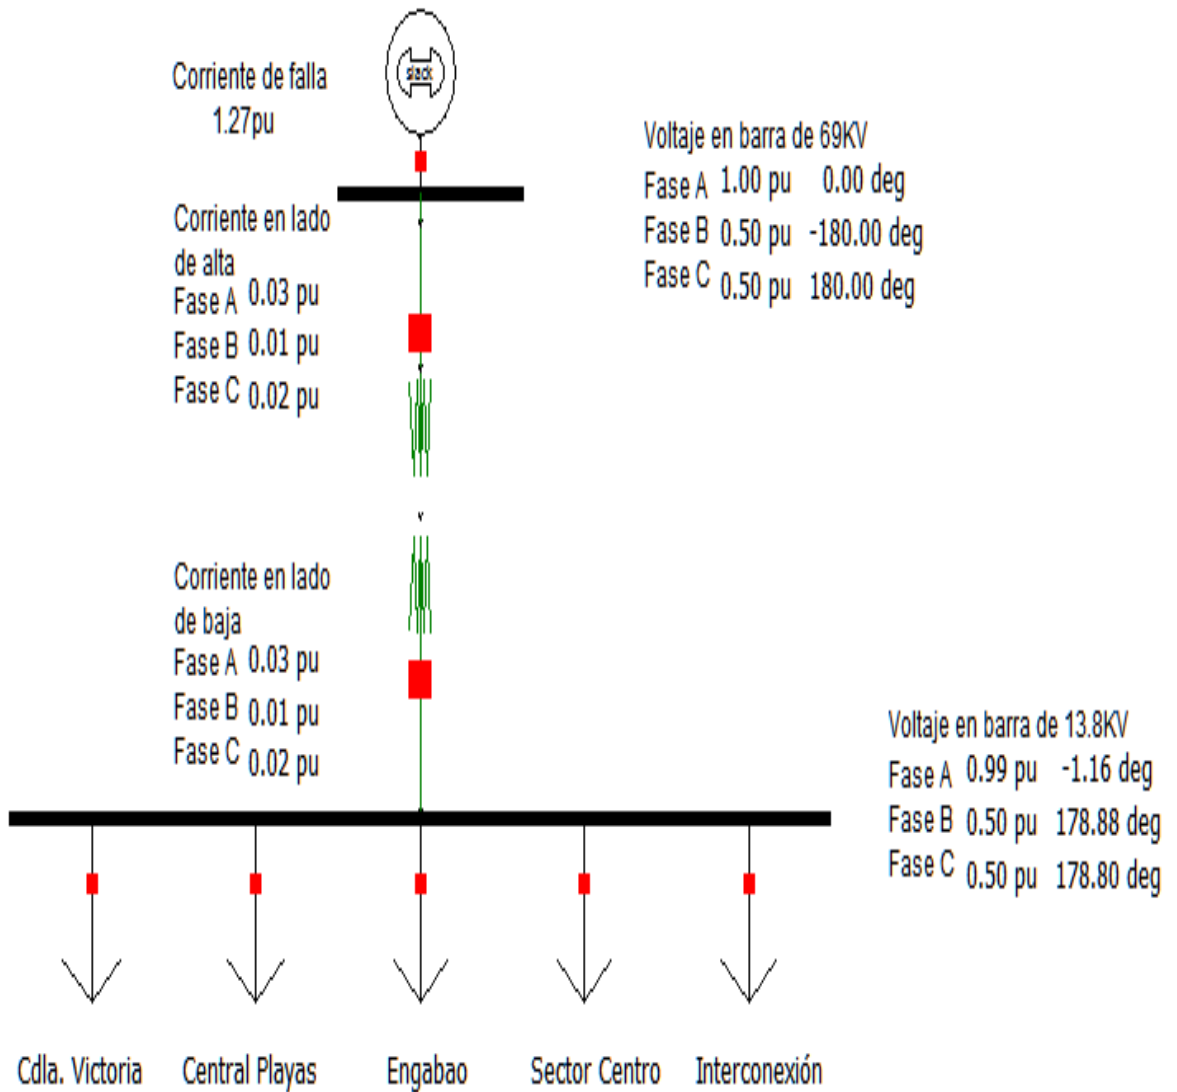 slack
Corriente de falla
1.27pu
Voltaje en barra de 69KV
Fase A 1.00 pu 0.00 deg
Fase B 0.50 pu -180.00 deg
Fase C 0.50 pu 180.00 deg
Corriente en lado
de alta
Fase A 0.03 pu
Fase B 0.01 pu
Fase C 0.02 pu
Corriente en lado
de baja
Fase A 0.03 pu
Fase B 0.01 pu
Fase C 0.02 pu
Voltaje en barra de 13.8KV
Fase A 0.99 pu -1.16 deg
Fase B 0.50 pu 178.88 deg
Fase C 0.50 pu 178.80 deg
Cdla. Victoria Central Playas Engabao Sector Centro Interconexión